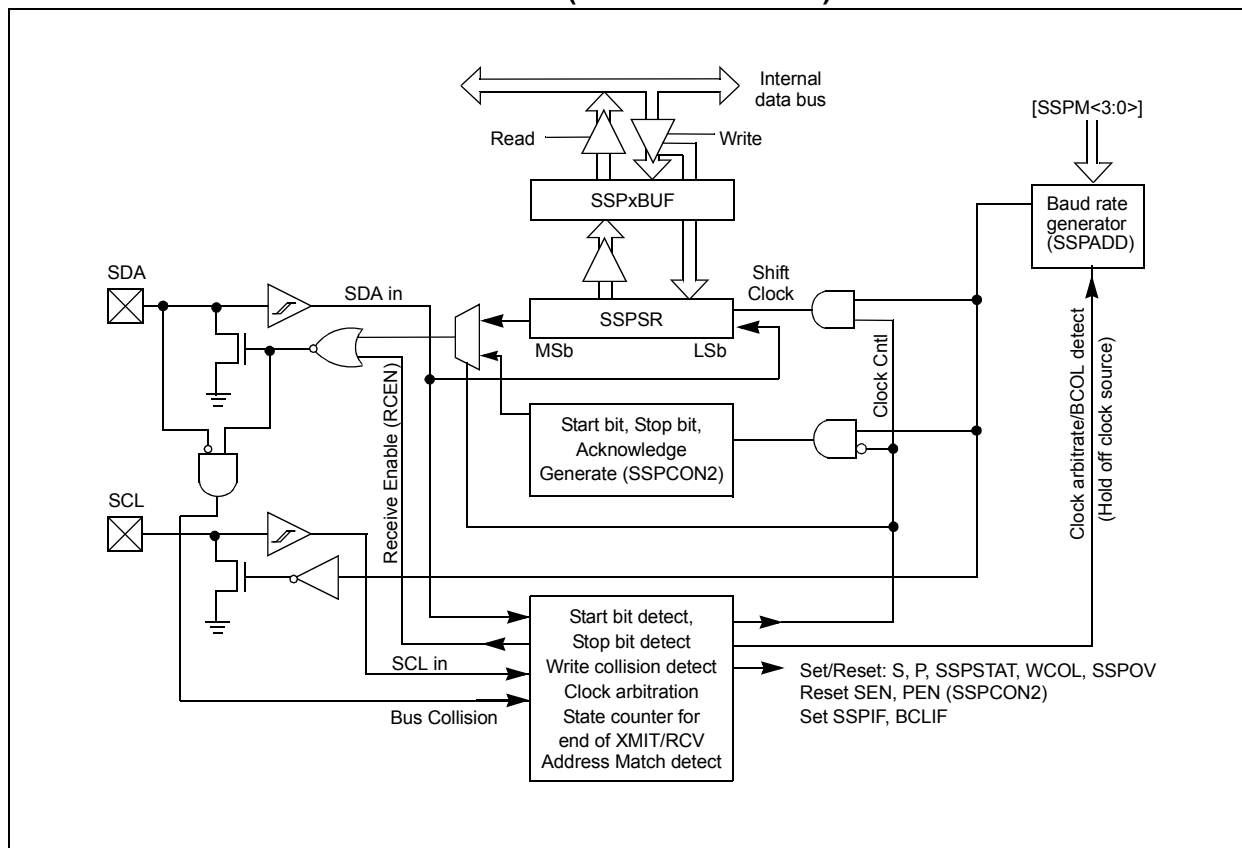 Internal
data bus
[SSPM<3:0>]
Read
Write
SSPxBUF
Baud rate
generator
(SSPADD)
SDA
SDA in
Shift
Clock
SSPSR
MSb
LSb
Clock Cntl
Clock arbitrate/BCOL detect
(Hold off clock source)
Receive Enable (RCEN)
Start bit, Stop bit,
Acknowledge
Generate (SSPCON2)
SCL
SCL in
Bus Collision
Start bit detect,
Stop bit detect
Write collision detect
Clock arbitration
State counter for
end of XMIT/RCV
Address Match detect
Set/Reset: S, P, SSPSTAT, WCOL, SSPOV
Reset SEN, PEN (SSPCON2)
Set SSPIF, BCLIF